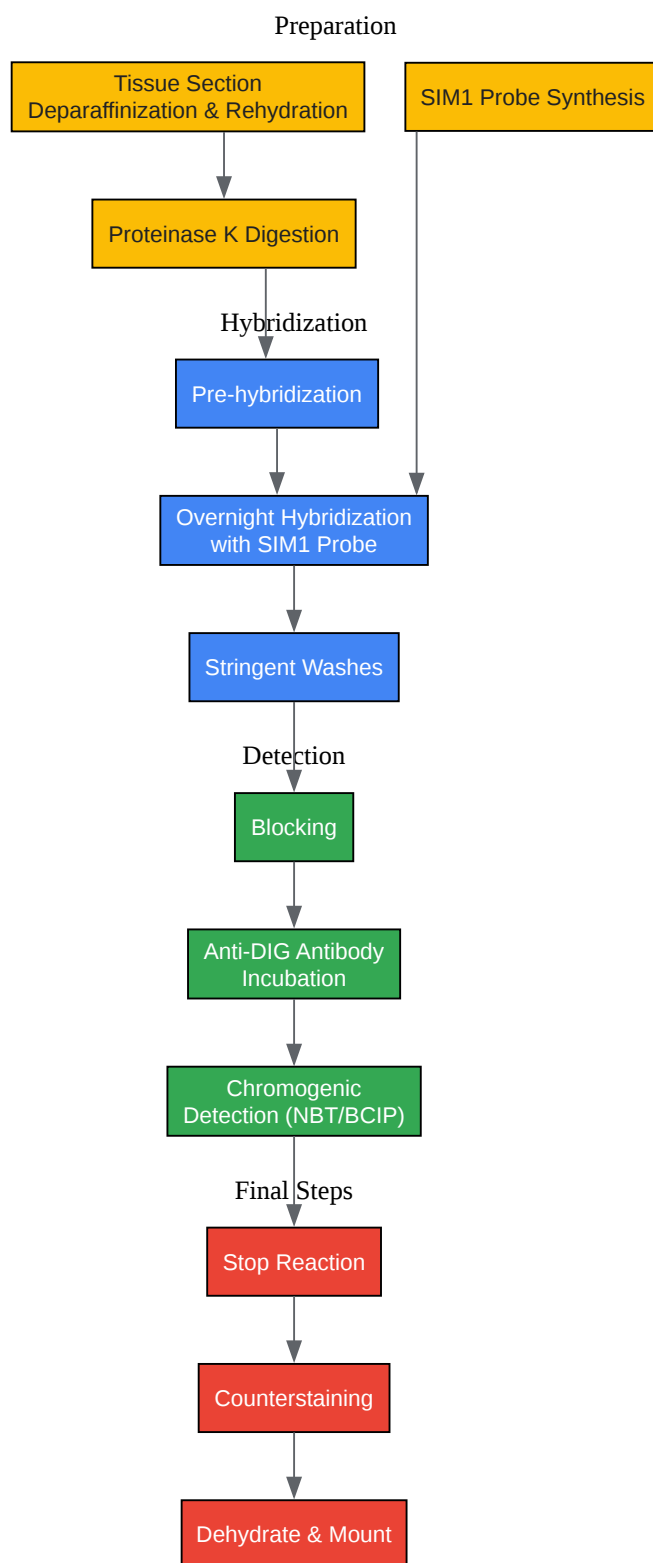 Preparation
Tissue Section
Deparaffinization & Rehydration
SIM1 Probe Synthesis
Proteinase K Digestion
Hybridization
Pre-hybridization
Overnight Hybridization
with SIM1 Probe
Stringent Washes
Detection
Blocking
Anti-DIG Antibody
Incubation
Chromogenic
Detection (NBT/BCIP)
Final Steps
Stop Reaction
Counterstaining
Dehydrate & Mount